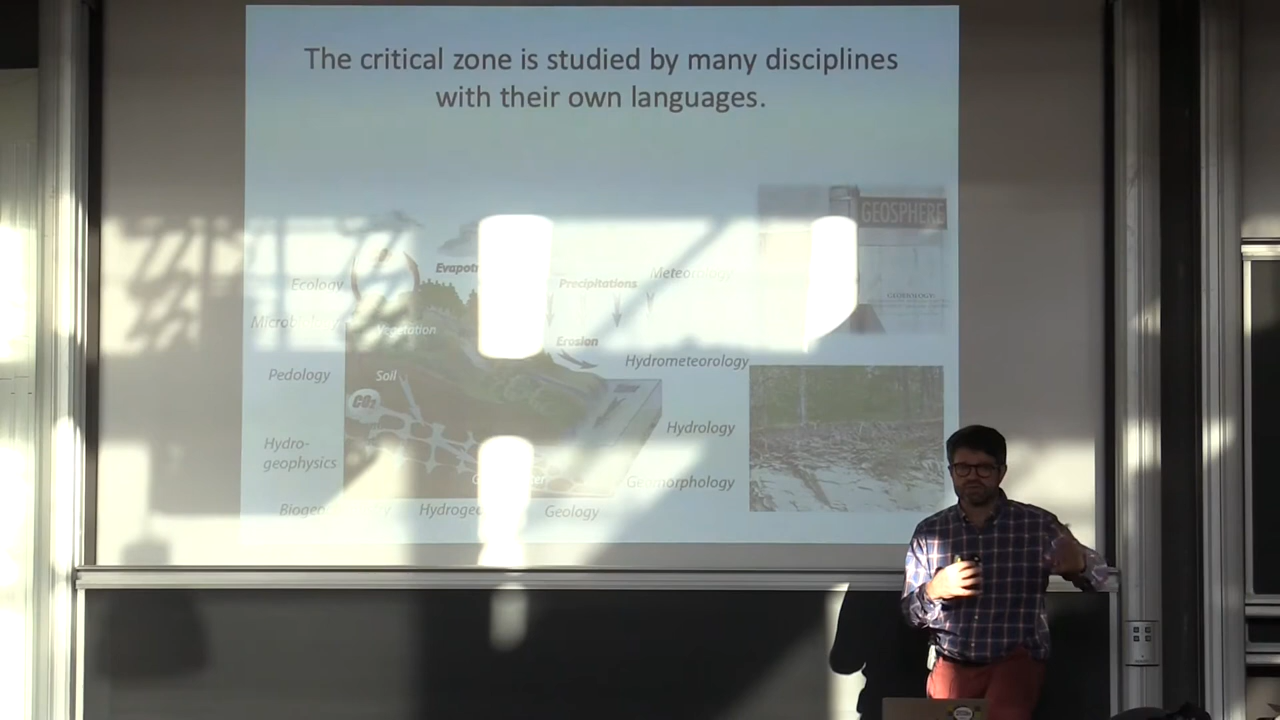 The critical zone is studied by many disciplines
with their own languages.
GEOSPHERE
Ecology
Precipitations
Meteorology
Vegetation
Erosion
Hydrometeorology
Pedology
Soil
CO2
Hydrology
Hydro-
geophysics
Geomorphology
Geology